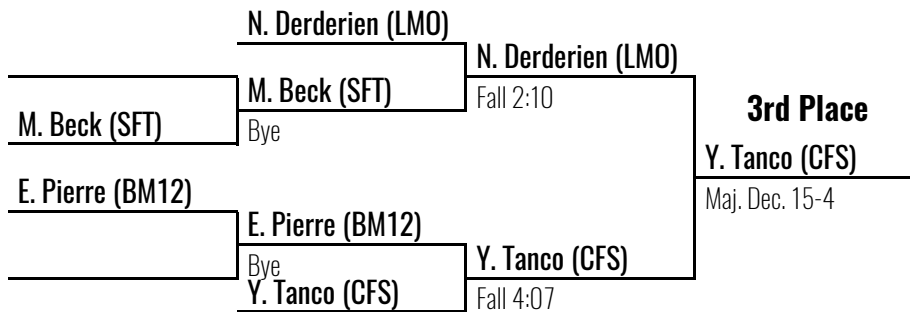 N. Derderien (LMO)
N. Derderien (LMO)
M. Beck (SFT)
Fall 2:10
3rd Place
M. Beck (SFT)
Bye
Y. Tanco (CFS)
E. Pierre (BM12)
Maj. Dec. 15-4
E. Pierre (BM12)
Bye
Y. Tanco (CFS)
Y. Tanco (CFS)
Fall 4:07